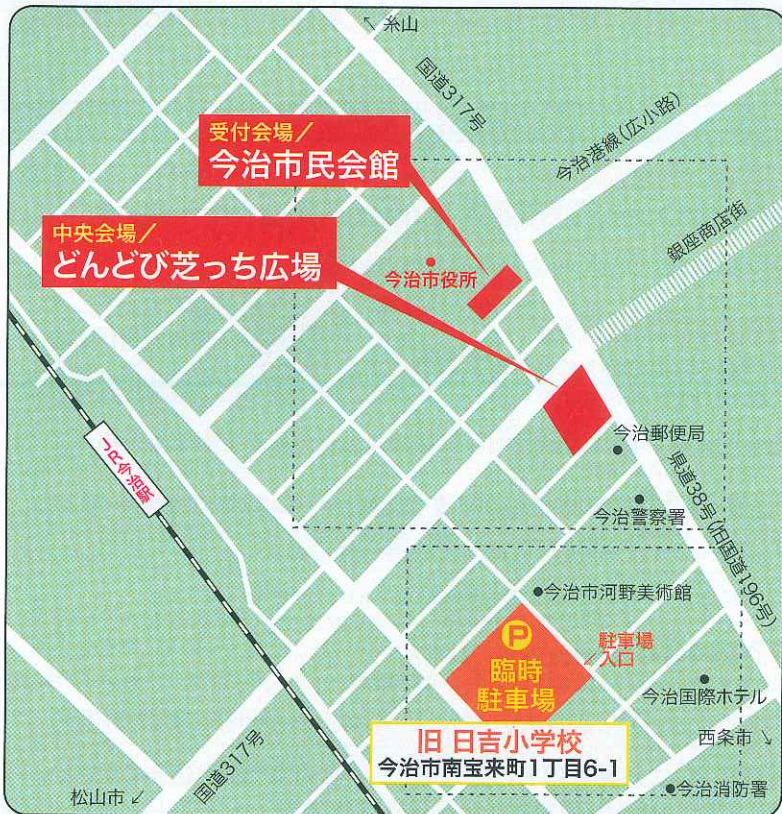 ↖ 糸山
国道317号
今治港線(広小路)
受付会場/
今治市民会館
銀座商店街
中央会場/
どんどび芝っち広場
今治市役所
今治郵便局
JR今治駅
県道38号(旧国道196号)
今治警察署
今治市河野美術館
P
臨時
駐車場
駐車場
入口
今治国際ホテル
旧 日吉小学校
今治市南宝来町1丁目6-1
西条市 ↘
国道317号
松山市 ↙
今治消防署